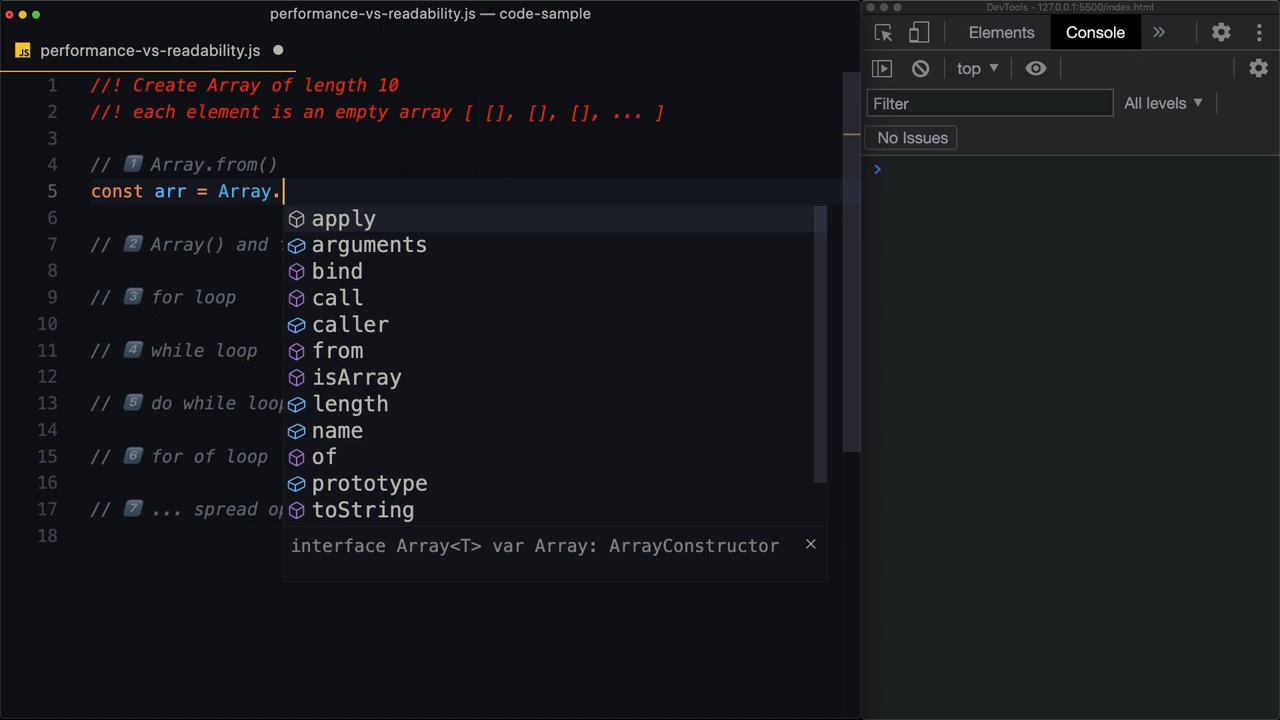 performance-vs-readability.js — code-sample
JS performance-vs-readability.js
1 //! Create Array of length 10
2 //! each element is an empty array [ [], [], [], ... ]
3
4 // 1 Array.from()
5 const arr = Array.
6
7 // 2 Array() and
8
9 // 3 for loop
10
11 // 4 while loop
12
13 // 5 do while loop
14
15 // 6 for of loop
16
17 // 7 ... spread op
18
apply
arguments
bind
call
caller
from
isArray
length
name
of
prototype
toString
interface Array<T> var Array: ArrayConstructor
DevTools - 127.0.0.1:5500/index.html
Elements Console »
top
Filter All levels
No Issues